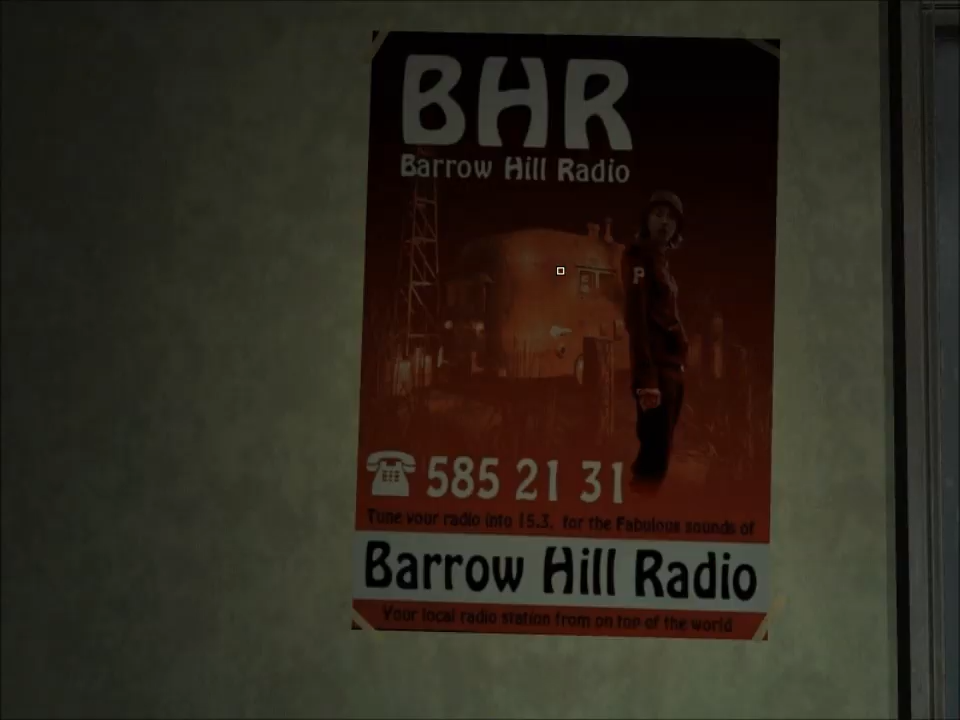 BHR
Barrow Hill Radio
P
585 21 31
Tune your radio into 15.3. for the Fabulous sounds of
Barrow Hill Radio
Your local radio station from on top of the world